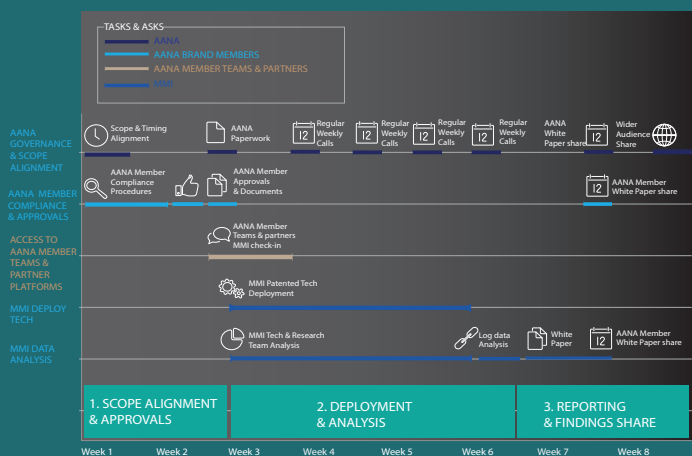 TASKS & ASKS
AANA
AANA BRAND MEMBERS
AANA MEMBER TEAMS & PARTNERS
MMI
AANA
GOVERNANCE
& SCOPE
ALIGNMENT
Scope & Timing
Alignment
AANA
Paperwork
12
Regular
Weekly
Calls
12
Regular
Weekly
Calls
12
Regular
Weekly
Calls
12
Regular
Weekly
Calls
AANA
White
Paper share
12
Wider
Audience
Share
AANA MEMBER
COMPLIANCE
& APPROVALS
AANA Member
Compliance
Procedures
AANA Member
Approvals
& Documents
12
AANA Member
White Paper share
ACCESS TO
AANA MEMBER
TEAMS &
PARTNER
PLATFORMS
AANA Member
Teams & partners
MMI check-in
MMI DEPLOY
TECH
MMI Patented Tech
Deployment
MMI DATA
ANALYSIS
MMI Tech & Research
Team Analysis
Log data
Analysis
White
Paper
12
AANA Member
White Paper share
1. SCOPE ALIGNMENT
& APPROVALS
2. DEPLOYMENT
& ANALYSIS
3. REPORTING
& FINDINGS SHARE
Week 1
Week 2
Week 3
Week 4
Week 5
Week 6
Week 7
Week 8